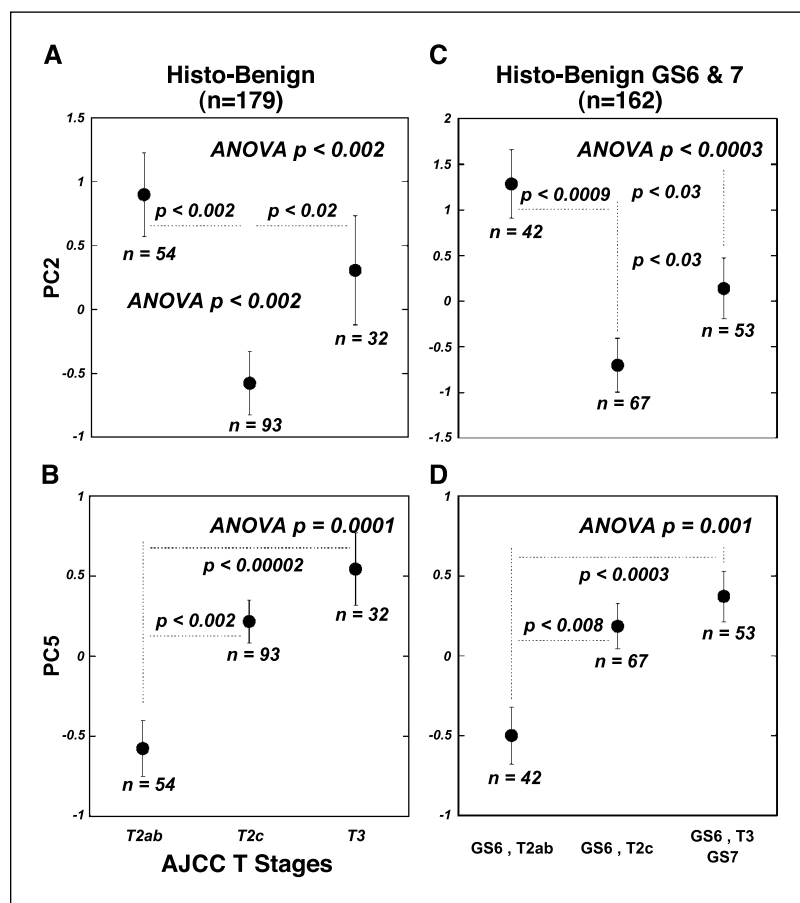 A
Histo-Benign
(n=179)
1.5
1
0.5
0
-0.5
-1
PC2
ANOVA p < 0.002
p < 0.002
p < 0.02
n = 54
ANOVA p < 0.002
n = 32
n = 93
B
1
0.5
0
-0.5
-1
PC5
ANOVA p = 0.0001
p < 0.00002
p < 0.002
n = 32
n = 93
n = 54
T2ab
T2c
T3
AJCC T Stages
C
Histo-Benign GS6 & 7
(n=162)
2
1.5
1
0.5
0
-0.5
-1
-1.5
ANOVA p < 0.0003
p < 0.0009
p < 0.03
n = 42
p < 0.03
n = 53
n = 67
D
1
0.5
0
-0.5
-1
ANOVA p = 0.001
p < 0.0003
p < 0.008
n = 53
n = 67
n = 42
GS6 , T2ab
GS6 , T2c
GS6 , T3
GS7